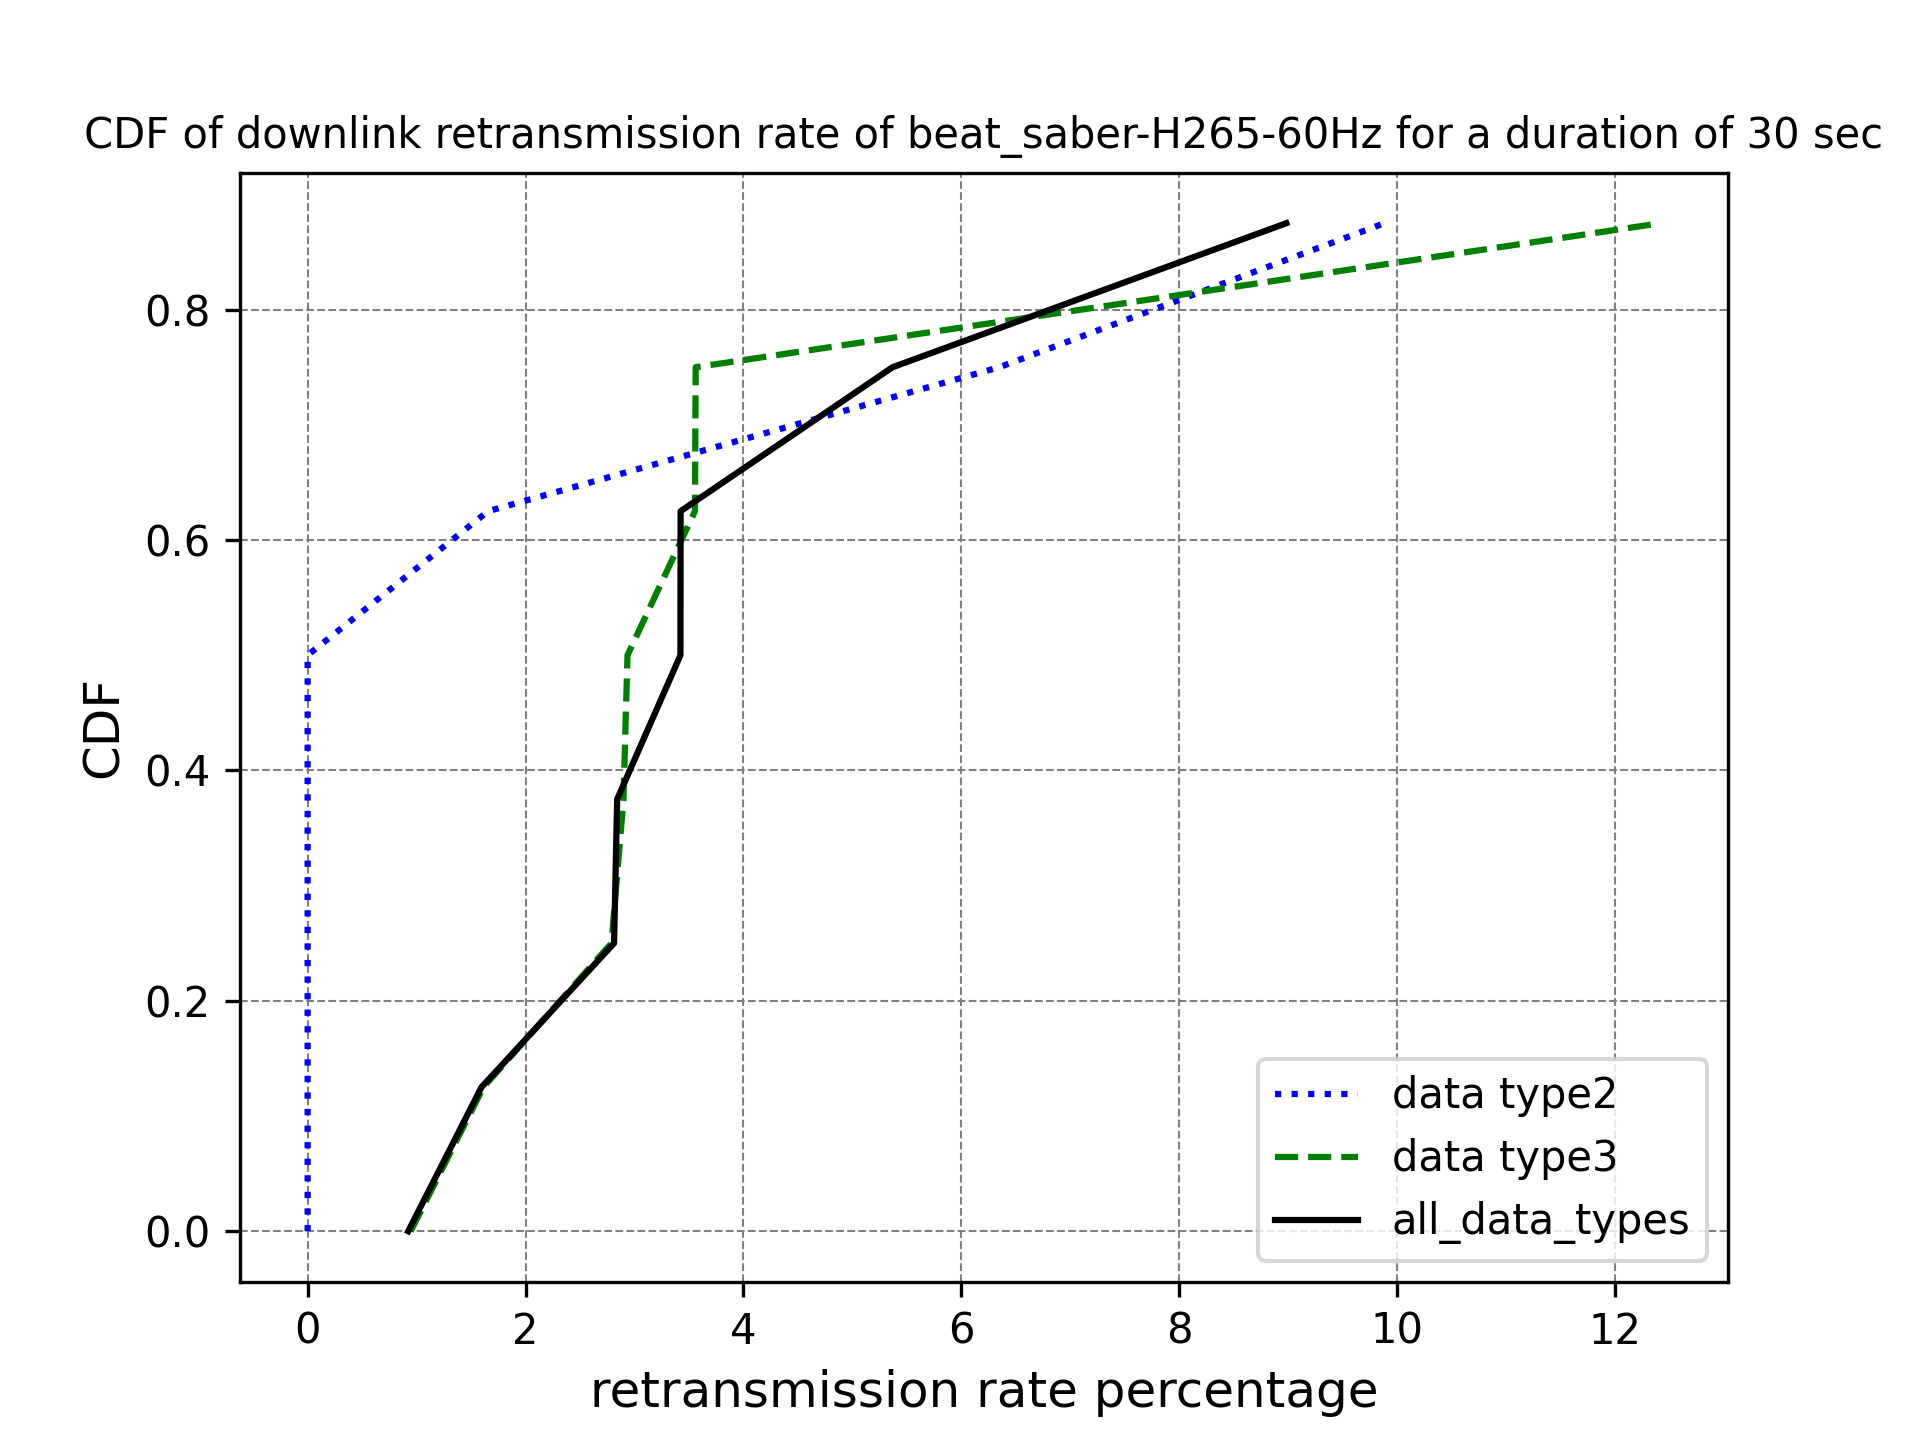 CDF of downlink retransmission rate of beat_saber-H265-60Hz for a duration of 30 sec
CDF
0.8
0.6
0.4
0.2
0.0
0 2 4 6 8 10 12
retransmission rate percentage
data type2
data type3
all_data_types